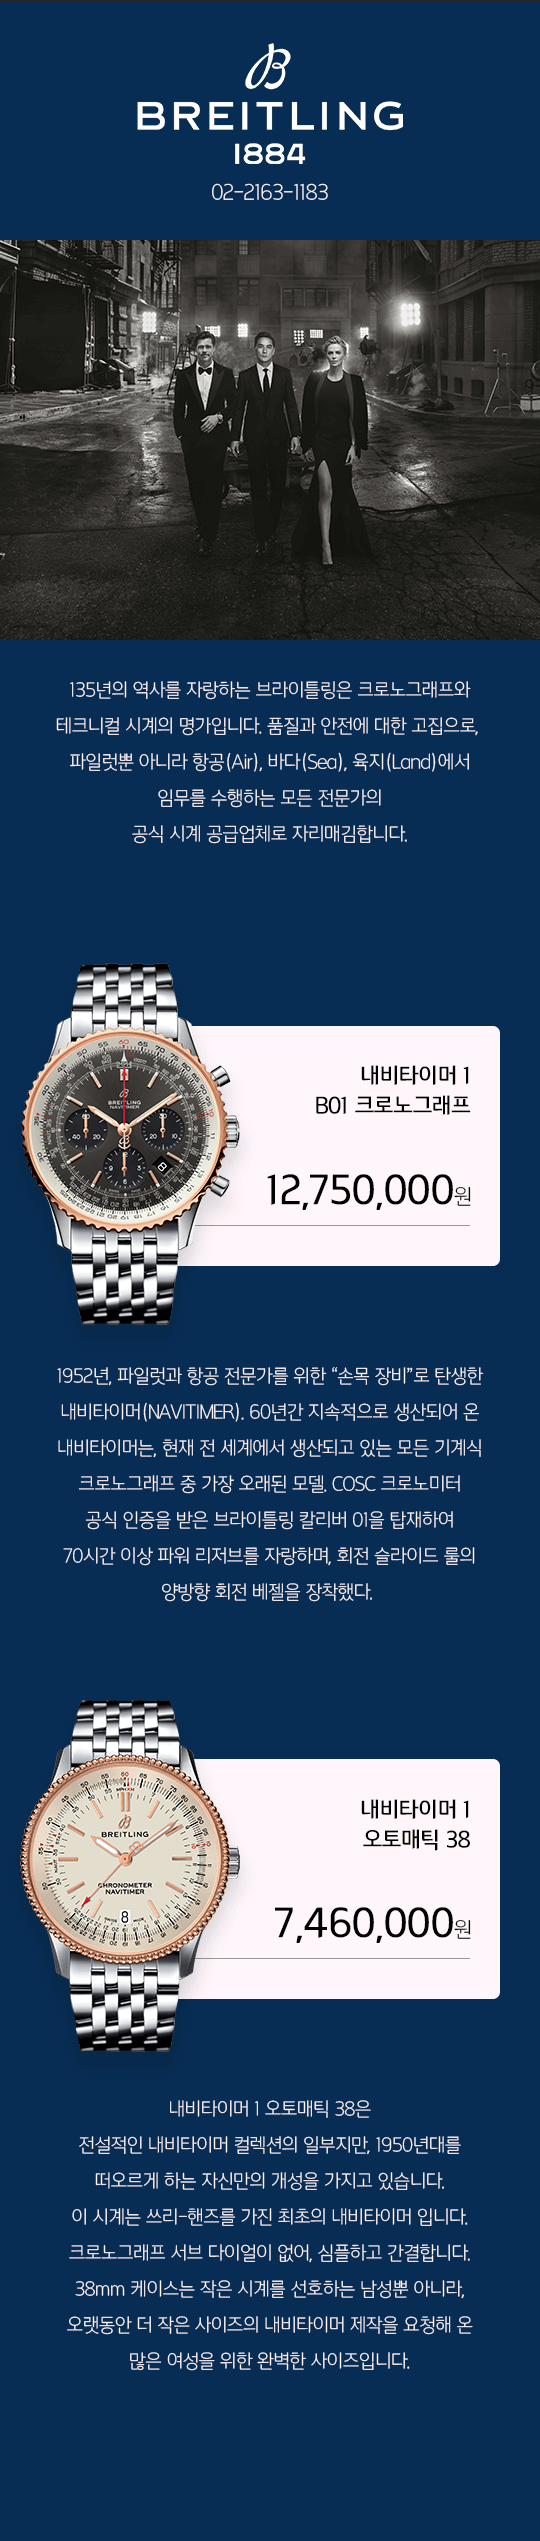 B
BREITLING
1884
02-2163-1183
135년의 역사를 자랑하는 브라이틀링은 크로노그래프와
테크니컬 시계의 명가입니다. 품질과 안전에 대한 고집으로,
파일럿뿐 아니라 항공(Air), 바다(Sea), 육지(Land)에서
임무를 수행하는 모든 전문가의
공식 시계 공급업체로 자리매김합니다.
BREITLING
NAVITIMER
내비타이머 1
B01 크로노그래프
12,750,000원
1952년, 파일럿과 항공 전문가를 위한 “손목 장비”로 탄생한
내비타이머(NAVITIMER). 60년간 지속적으로 생산되어 온
내비타이머는, 현재 전 세계에서 생산되고 있는 모든 기계식
크로노그래프 중 가장 오래된 모델. COSC 크로노미터
공식 인증을 받은 브라이틀링 칼리버 01을 탑재하여
70시간 이상 파워 리저브를 자랑하며, 회전 슬라이드 룰의
양방향 회전 베젤을 장착했다.
BREITLING
CHRONOMETER
NAVITIMER
8
내비타이머 1
오토매틱 38
7,460,000원
내비타이머 1 오토매틱 38은
전설적인 내비타이머 컬렉션의 일부지만, 1950년대를
떠오르게 하는 자신만의 개성을 가지고 있습니다.
이 시계는 쓰리-핸즈를 가진 최초의 내비타이머 입니다.
크로노그래프 서브 다이얼이 없어, 심플하고 간결합니다.
38mm 케이스는 작은 시계를 선호하는 남성뿐 아니라,
오랫동안 더 작은 사이즈의 내비타이머 제작을 요청해 온
많은 여성을 위한 완벽한 사이즈입니다.